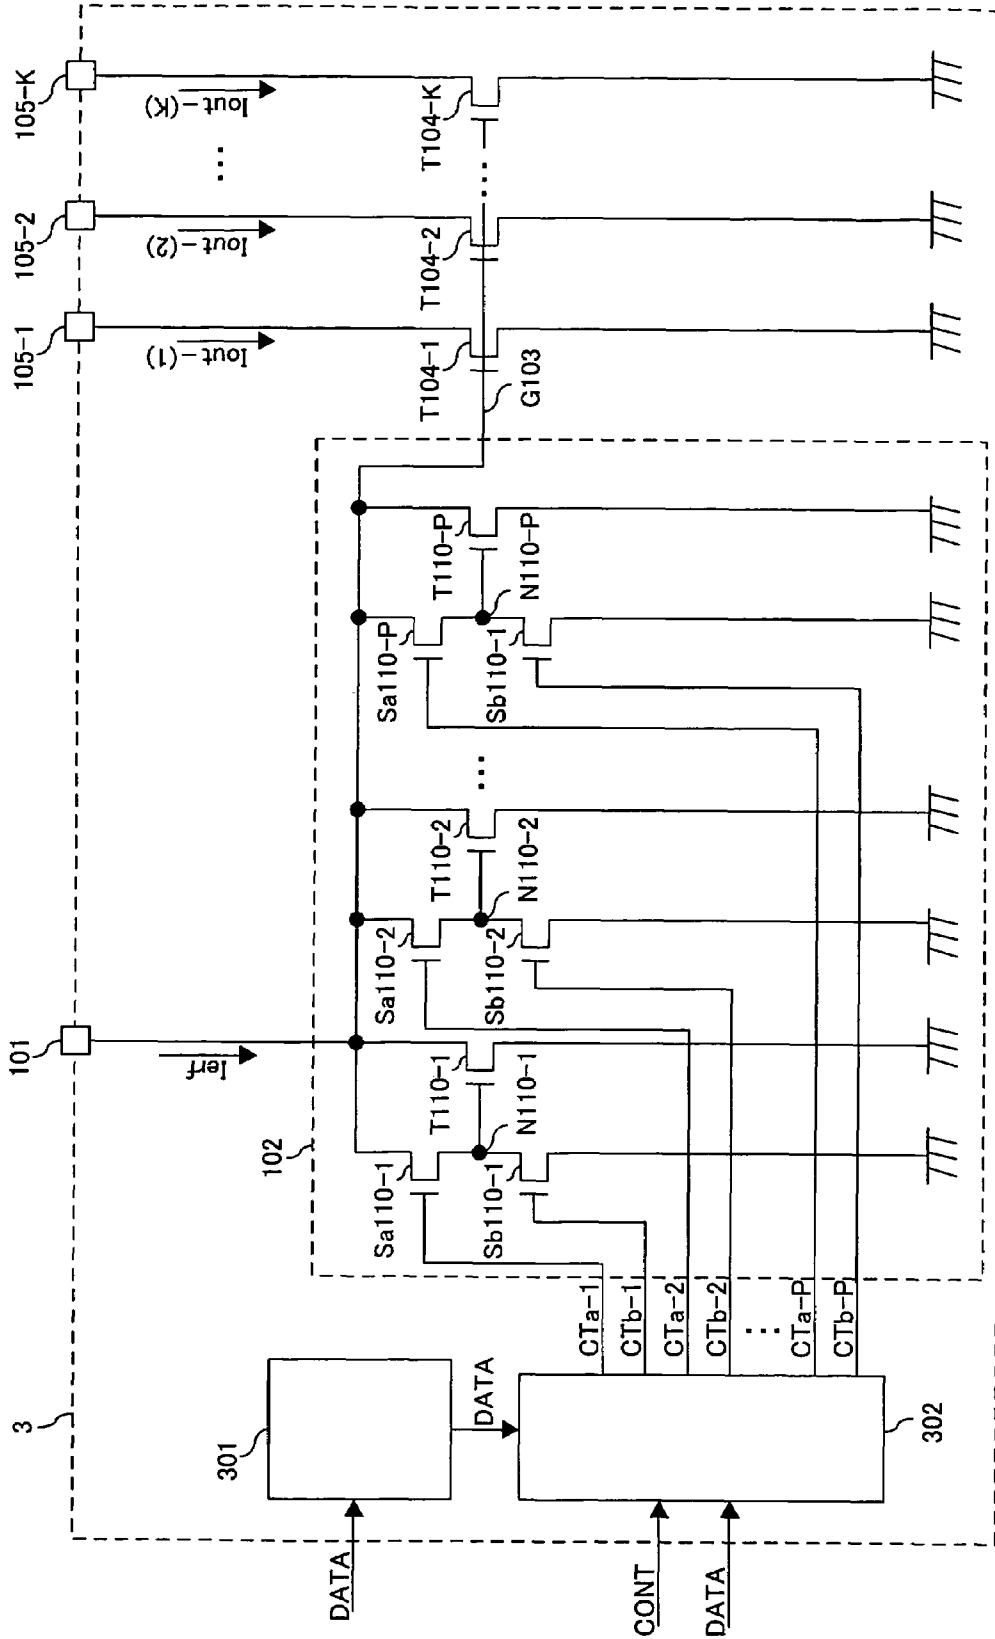 3
101
105-1
105-2
105-K
Ierf
Iout-(1)
Iout-(2)
...
Iout-(K)
102
T104-1
T104-2
...
T104-K
G103
Sa110-1
T110-1
Sa110-2
T110-2
...
Sa110-P
T110-P
Sb110-1
N110-1
Sb110-2
N110-2
Sb110-1
N110-P
301
DATA
DATA
CTa-1
CTb-1
CTa-2
CTb-2
...
CTa-P
CTb-P
CONT
DATA
302